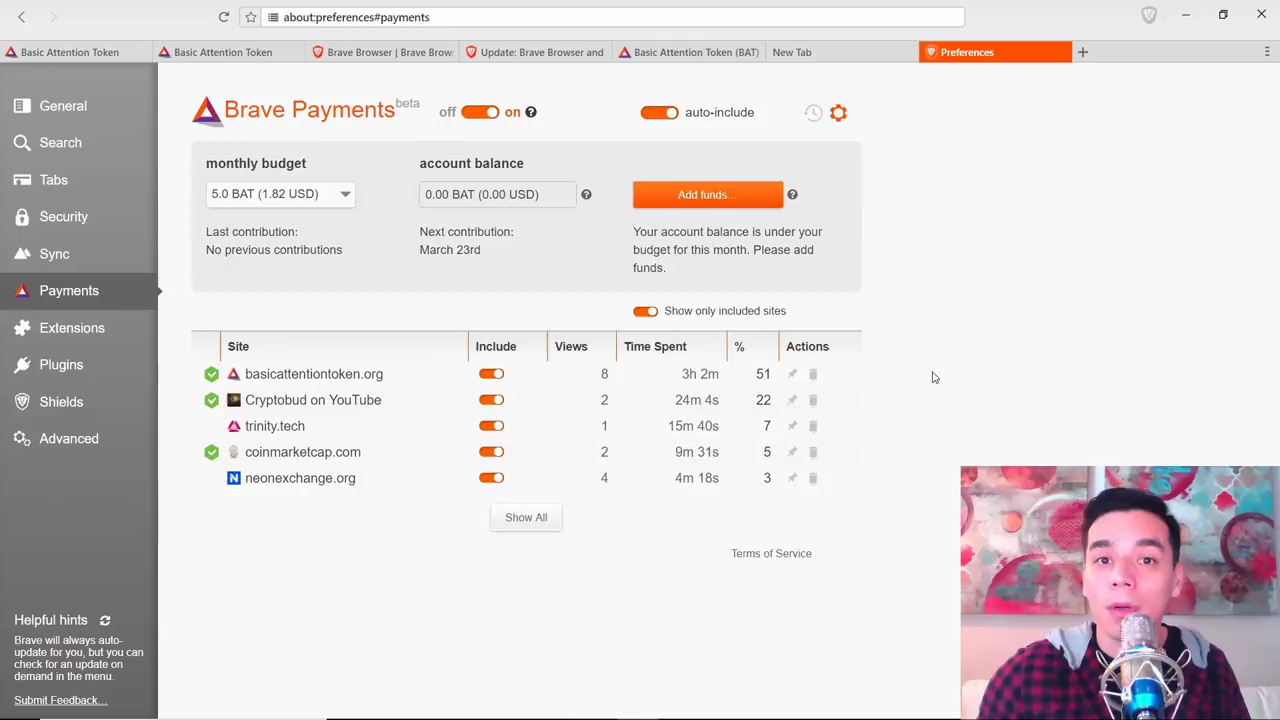 about:preferences#payments
Basic Attention Token
Basic Attention Token
Brave Browser | Brave Brow
Update: Brave Browser and
Basic Attention Token (BAT)
New Tab
Preferences
General
Search
Tabs
Security
Sync
Payments
Extensions
Plugins
Shields
Advanced
Helpful hints
Brave will always auto-
update for you, but you can
check for an update on
demand in the menu.
Submit Feedback...
Brave Payments beta
off on ?
auto-include
monthly budget
5.0 BAT (1.82 USD)
Last contribution:
No previous contributions
account balance
0.00 BAT (0.00 USD) ?
Next contribution:
March 23rd
Add funds... ?
Your account balance is under your
budget for this month. Please add
funds.
Show only included sites
Site Include Views Time Spent % Actions
basicattentiontoken.org 8 3h 2m 51
Cryptobud on YouTube 2 24m 4s 22
trinity.tech 1 15m 40s 7
coinmarketcap.com 2 9m 31s 5
N neonexchange.org 4 4m 18s 3
Show All
Terms of Service